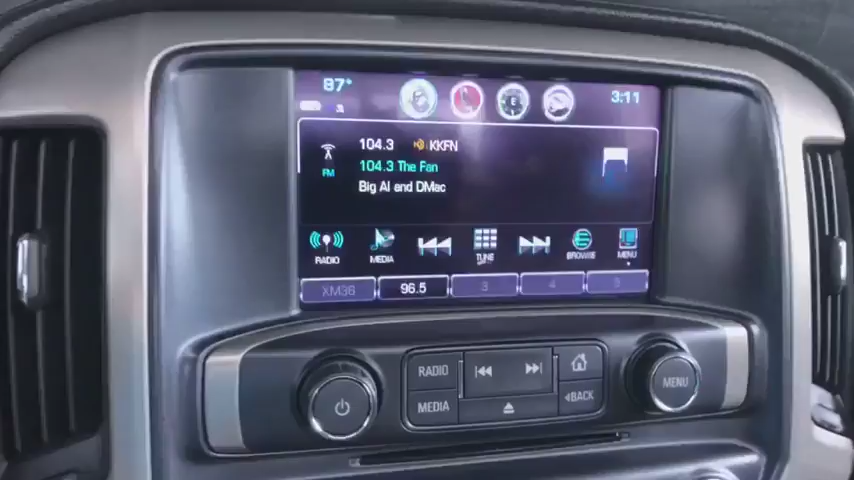 87°
3:11
E
104.3 KKFN
104.3 The Fan
Big Al and DMac
FM
RADIO MEDIA TUNE BROWSE MENU
XM36 96.5 3 4 5
RADIO
MEDIA
BACK
MENU